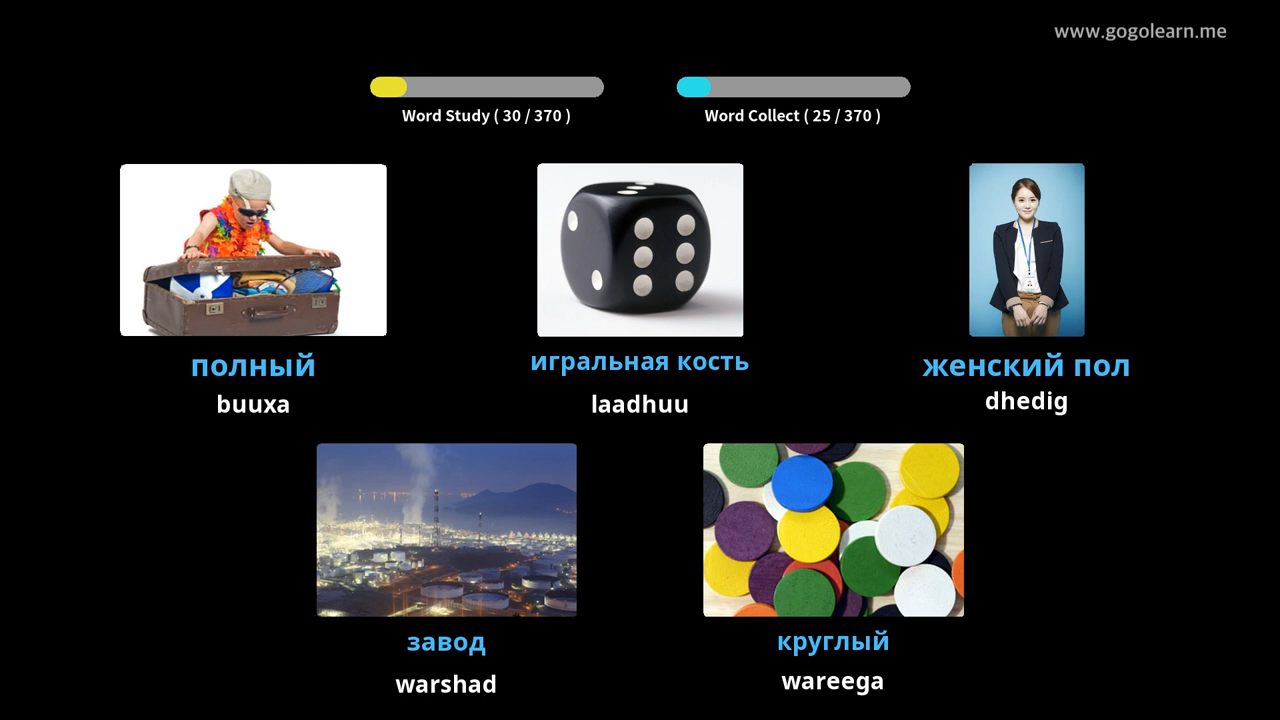 www.gogolearn.me
Word Study ( 30 / 370 )
Word Collect ( 25 / 370 )
полный
buuxa
игральная кость
laadhuu
женский пол
dhedig
завод
warshad
круглый
wareega